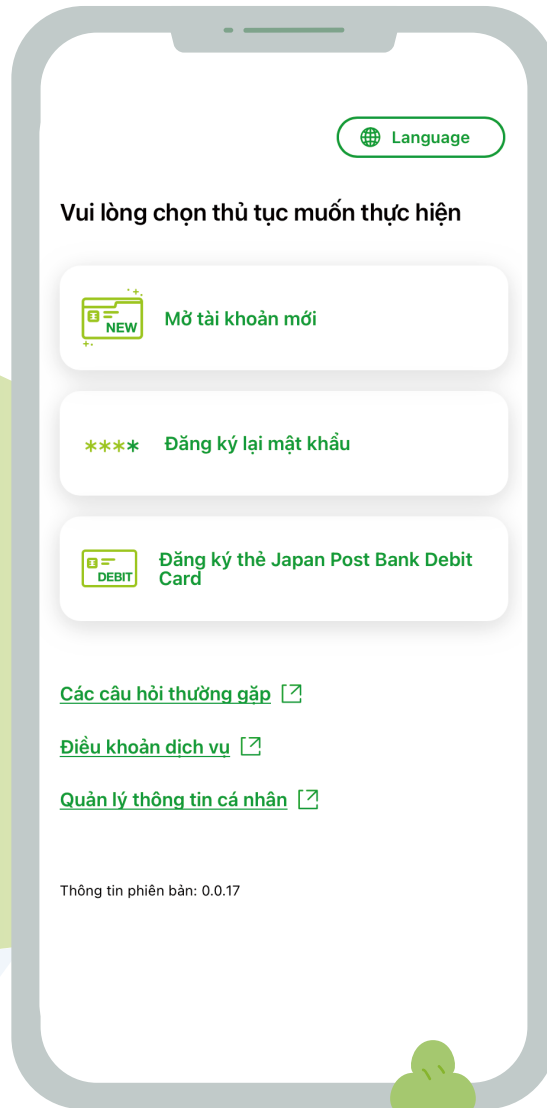 Language
Vui lòng chọn thủ tục muốn thực hiện
NEW
Mở tài khoản mới
****
Đăng ký lại mật khẩu
DEBIT
Đăng ký thẻ Japan Post Bank Debit
Card
Các câu hỏi thường gặp
Điều khoản dịch vụ
Quản lý thông tin cá nhân
Thông tin phiên bản: 0.0.17